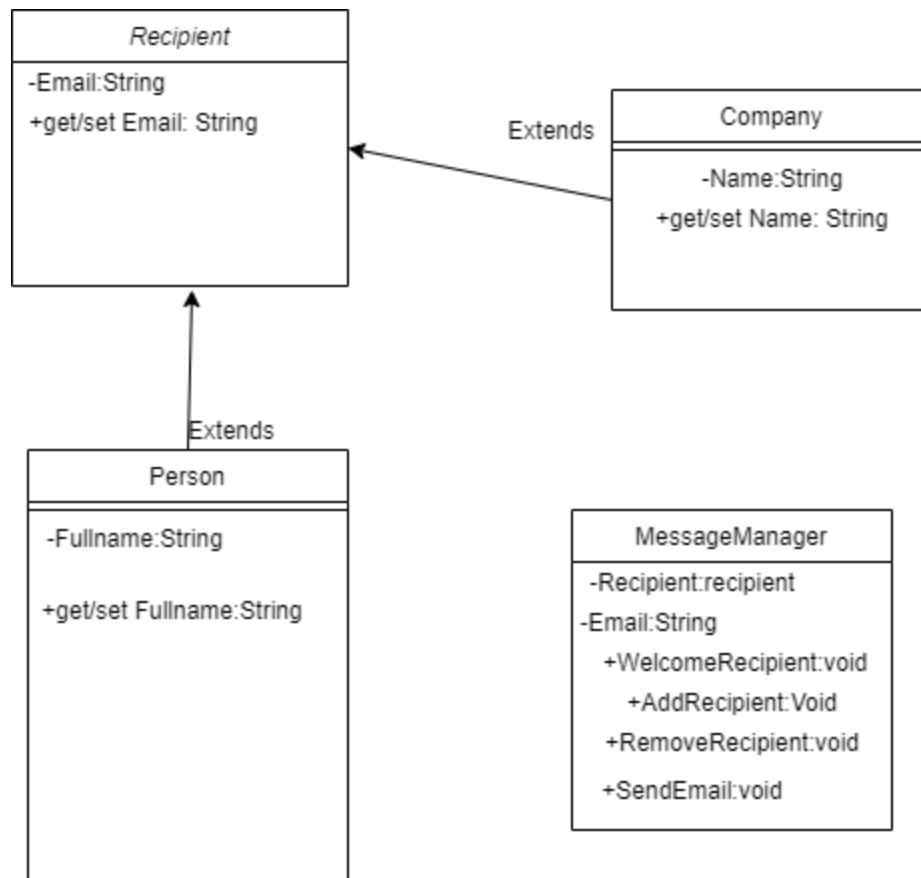 Recipient
-Email:String
+get/set Email: String
Extends
Company
-Name:String
+get/set Name: String
Extends
Person
-Fullname:String
+get/set Fullname:String
MessageManager
-Recipient:recipient
-Email:String
+WelcomeRecipient:void
+AddRecipient:Void
+RemoveRecipient:void
+SendEmail:void